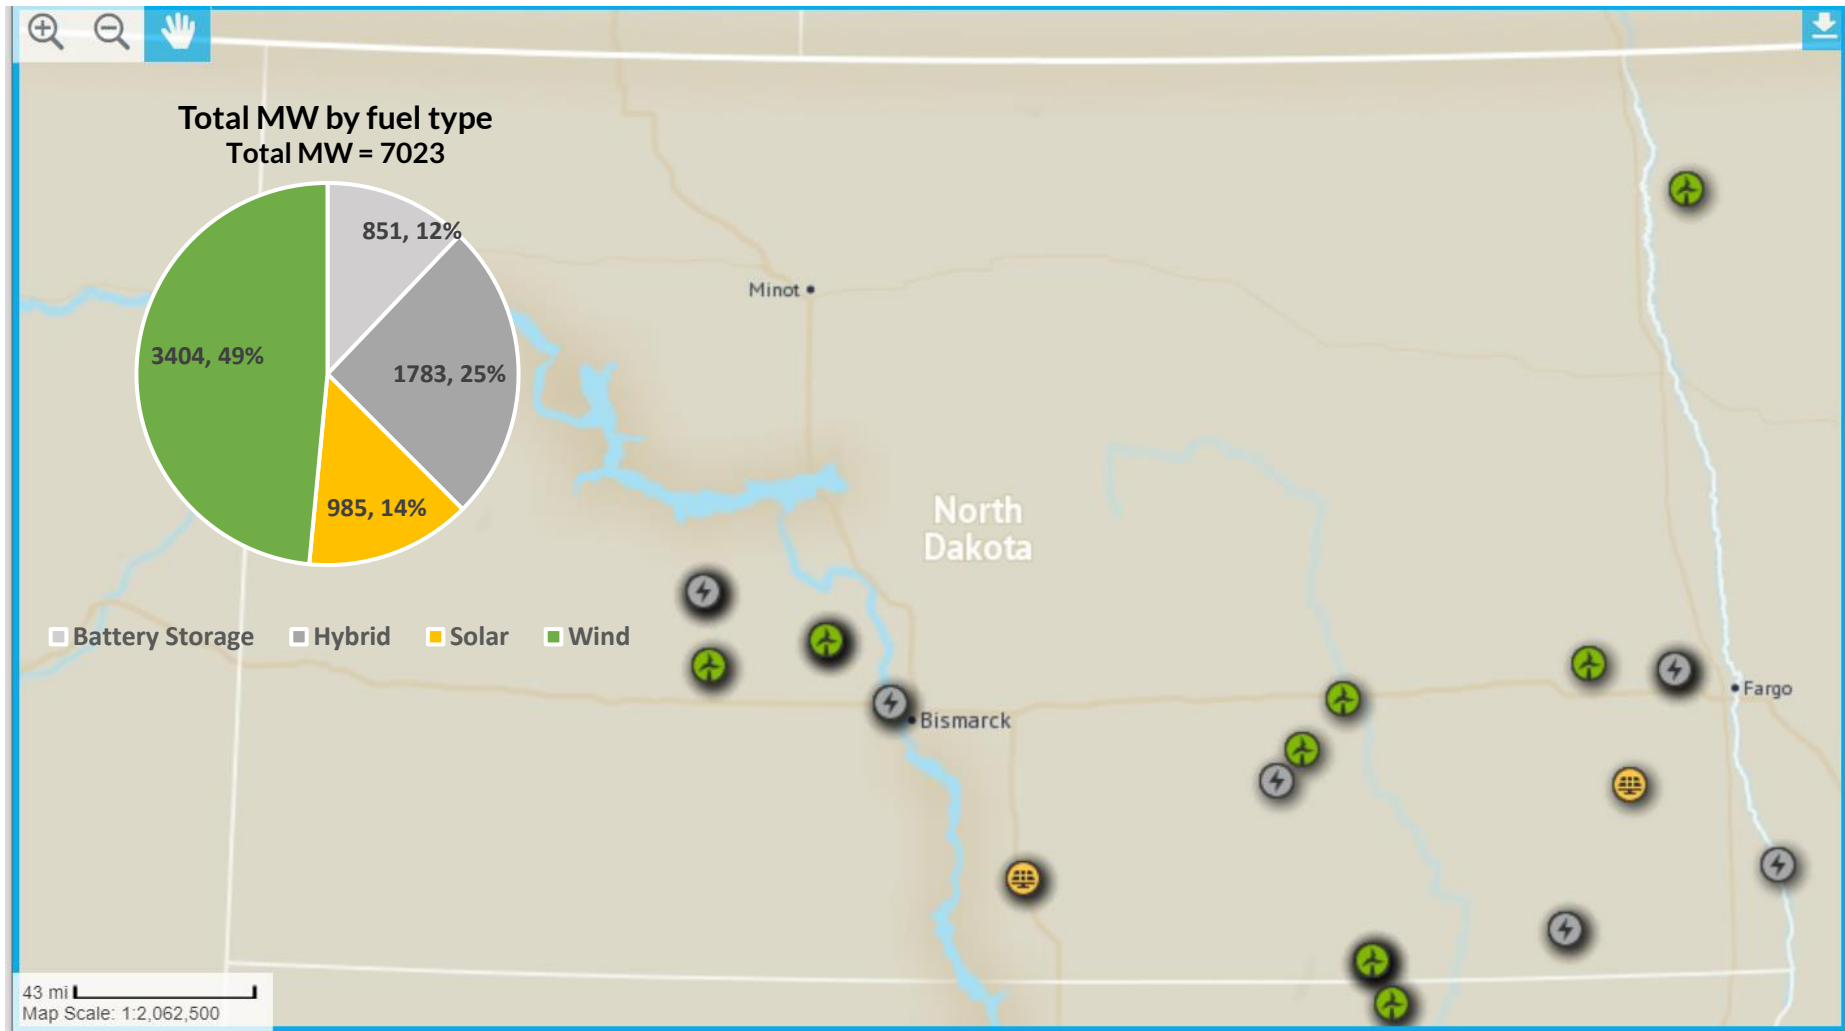 Total MW by fuel type
Total MW = 7023
851, 12%
3404, 49%
1783, 25%
985, 14%
Battery Storage Hybrid Solar Wind
Minot
North
Dakota
Bismarck
Fargo
43 mi
Map Scale: 1:2,062,500